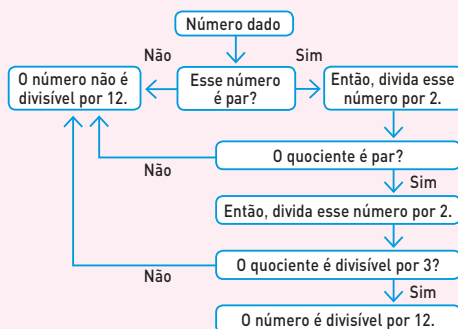 Número dado
Não
Sim
O número não é
divisível por 12.
Esse número
é par?
Então, divida esse
número por 2.
O quociente é par?
Não
Sim
Então, divida esse número por 2.
O quociente é divisível por 3?
Não
Sim
O número é divisível por 12.